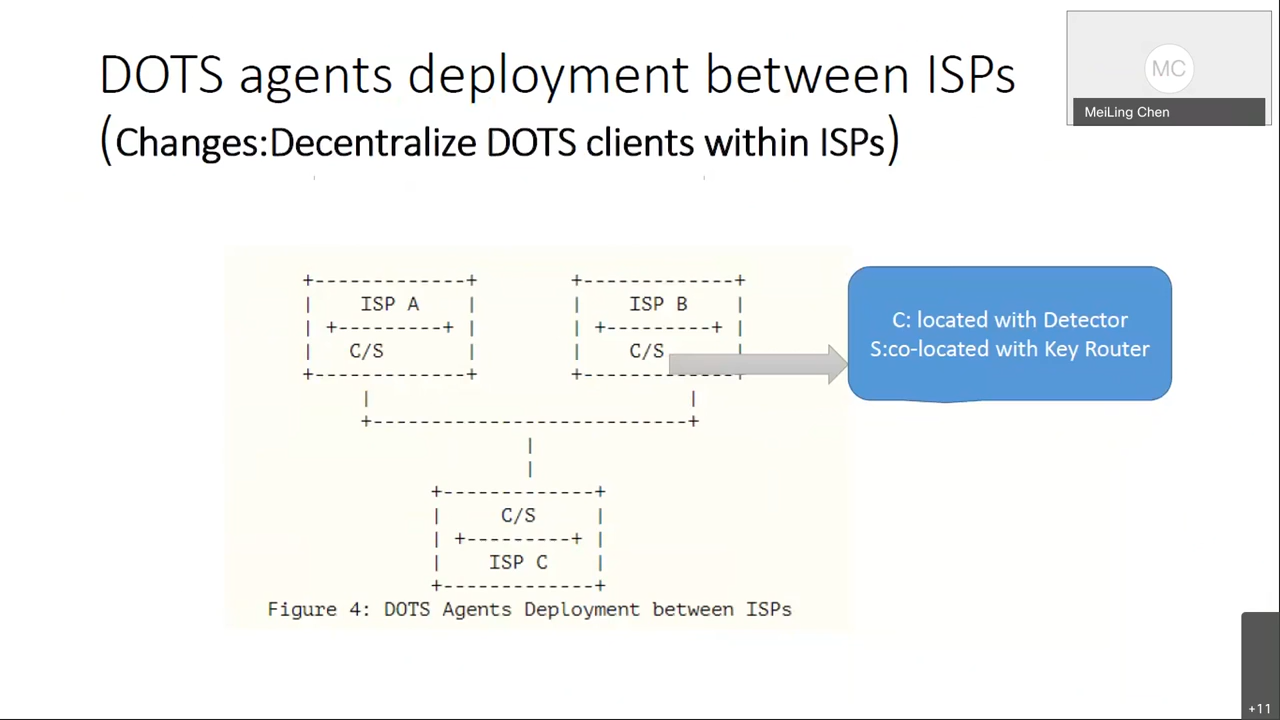 DOTS agents deployment between ISPs
(Changes:Decentralize DOTS clients within ISPs)
MC
MeiLing Chen
+-------------+ +-------------+
| ISP A | | ISP B |
| +---------+ | | +---------+ |
| C/S | | C/S |
+-------------+ +-------------+
| |
+---------------------------+
|
|
+-------------+
| C/S |
| +---------+ |
| ISP C |
+-------------+
Figure 4: DOTS Agents Deployment between ISPs
C: located with Detector
S:co-located with Key Router
+11